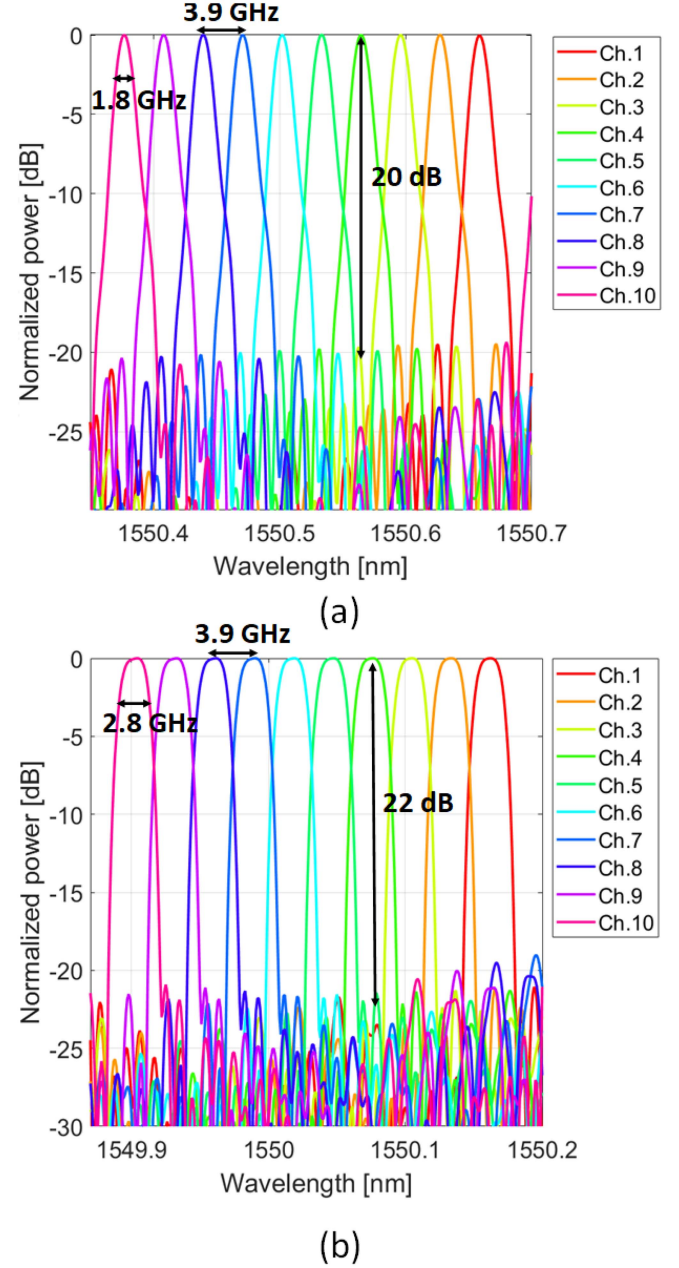 3.9 GHz
0
1.8 GHz
-5
20 dB
-10
-15
-20
-25
Normalized power [dB]
1550.4 1550.5 1550.6 1550.7
Wavelength [nm]
Ch.1
Ch.2
Ch.3
Ch.4
Ch.5
Ch.6
Ch.7
Ch.8
Ch.9
Ch.10
(a)
3.9 GHz
0
2.8 GHz
-5
22 dB
-10
-15
-20
-25
-30
Normalized power [dB]
1549.9 1550 1550.1 1550.2
Wavelength [nm]
Ch.1
Ch.2
Ch.3
Ch.4
Ch.5
Ch.6
Ch.7
Ch.8
Ch.9
Ch.10
(b)